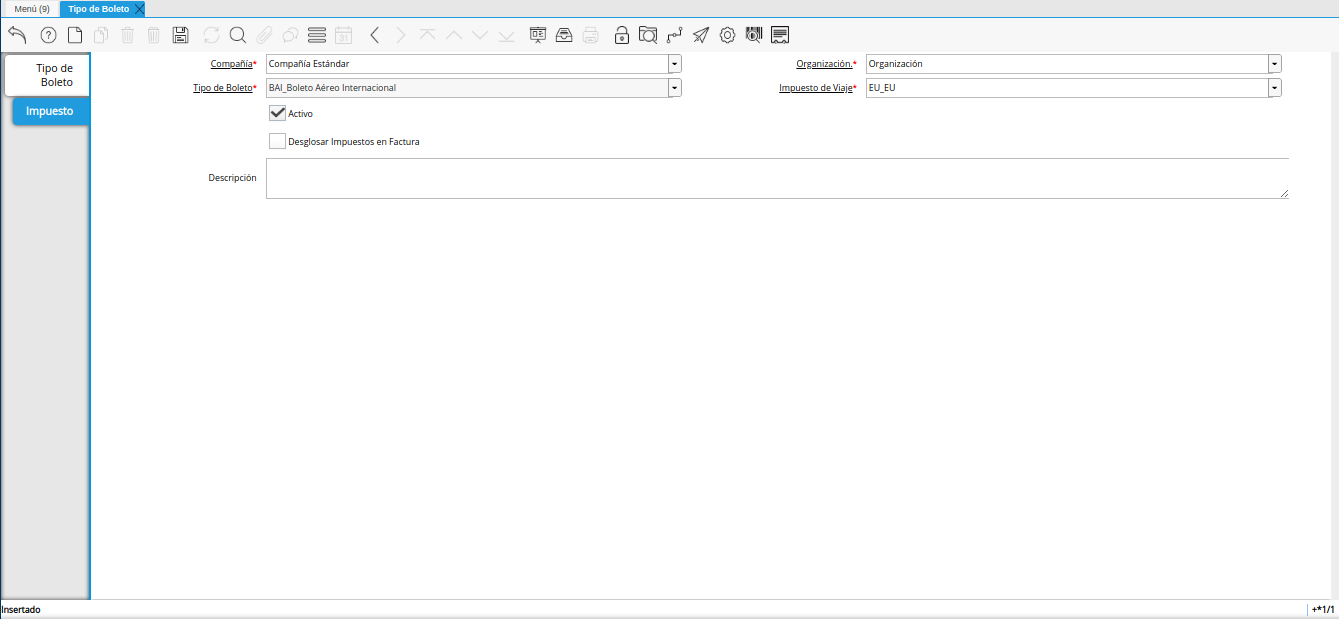 Menú (9)
Tipo de Boleto
Tipo de
Boleto
Impuesto
Compañía*
Compañía Estándar
Organización.*
Organización
Tipo de Boleto*
BAI_Boleto Aéreo Internacional
Impuesto de Viaje*
EU_EU
Activo
Desglosar Impuestos en Factura
Descripción
Insertado
+*1/1